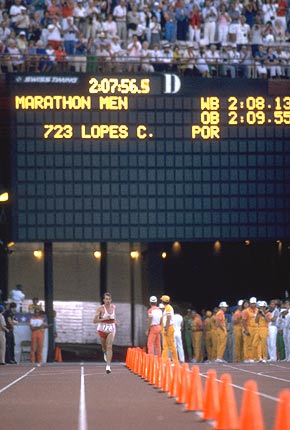 SWISS TIMING 2:07:56.5 D
MARATHON MEN WB 2:08.13
OB 2:09.55
723 LOPES C. POR
723